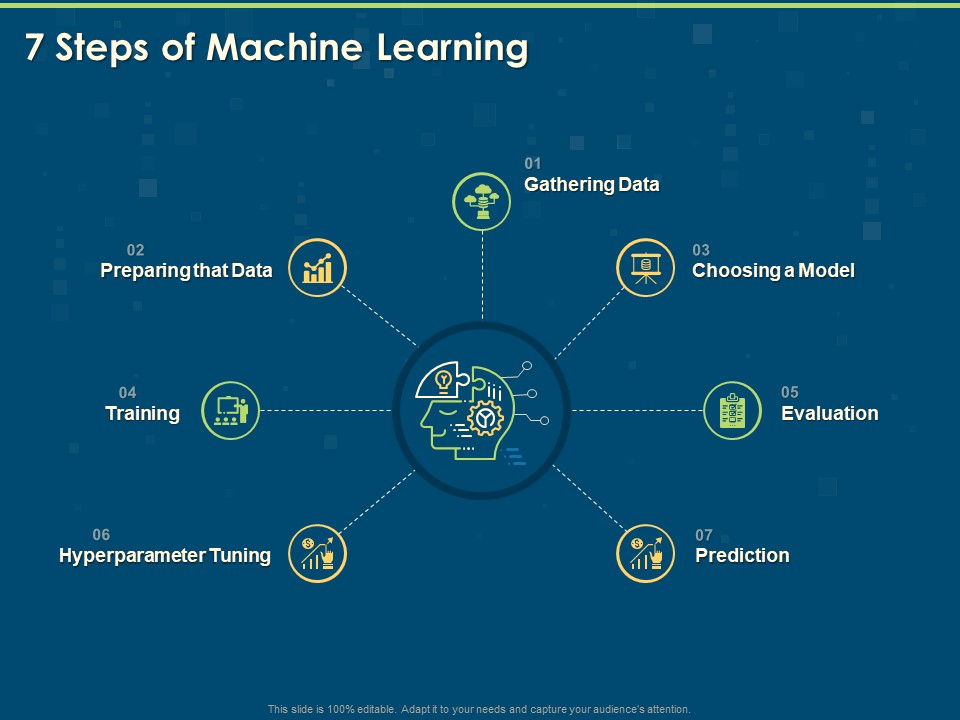 7 Steps of Machine Learning
01
Gathering Data
02
Preparing that Data
03
Choosing a Model
04
Training
05
Evaluation
06
Hyperparameter Tuning
07
Prediction
This slide is 100% editable. Adapt it to your needs and capture your audience's attention.